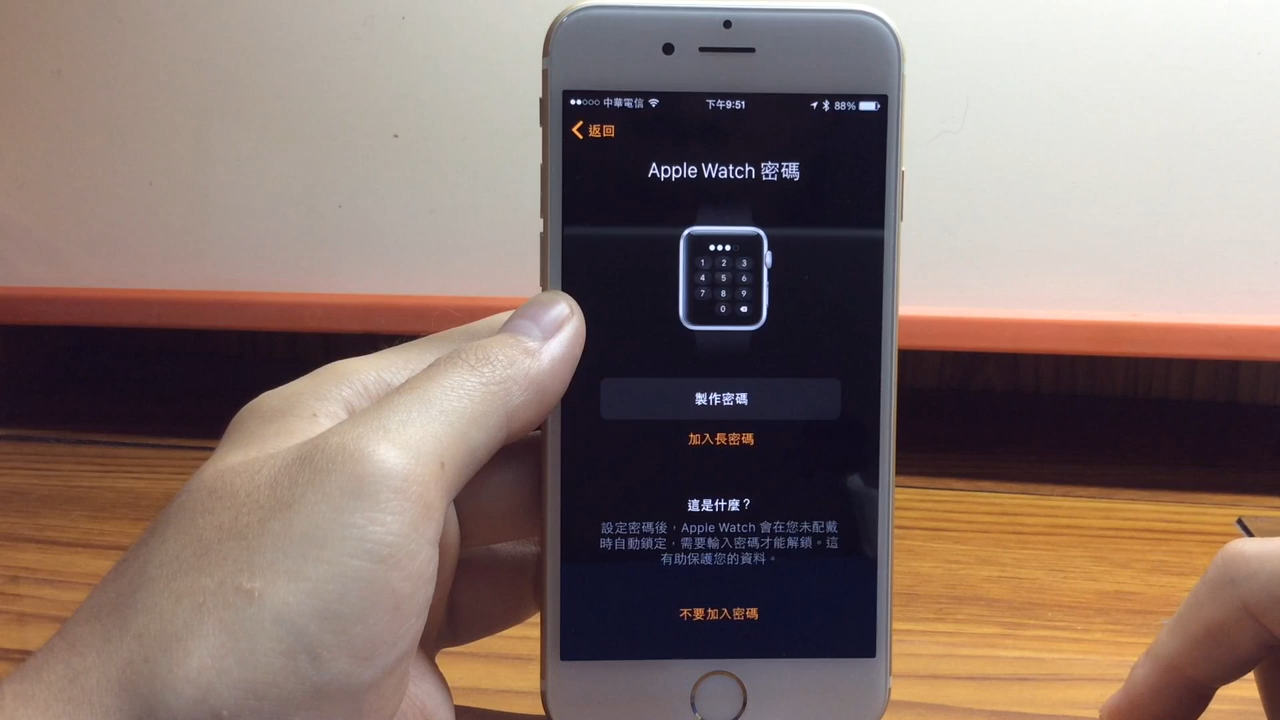 中華電信 下午9:51 88%
返回
Apple Watch 密碼
1 2 3
4 5 6
7 8 9
0
製作密碼
加入長密碼
這是什麼？
設定密碼後，Apple Watch 會在您未配戴
時自動鎖定，需要輸入密碼才能解鎖。這
有助保護您的資料。
不要加入密碼